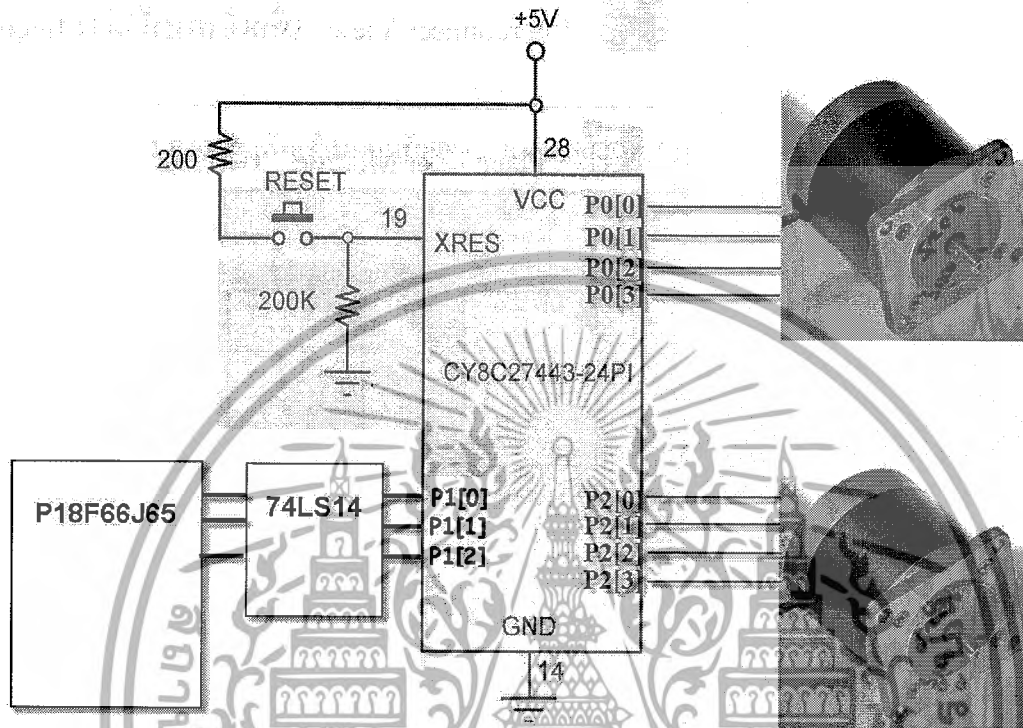 +5V
200
28
RESET
VCC
P0[0]
19
XRES
P0[1]
P0[2]
200K
P0[3]
CY8C27443-24PI
P18F66J65
74LS14
P1[0]
P2[0]
P1[1]
P2[1]
P1[2]
P2[2]
P2[3]
GND
14